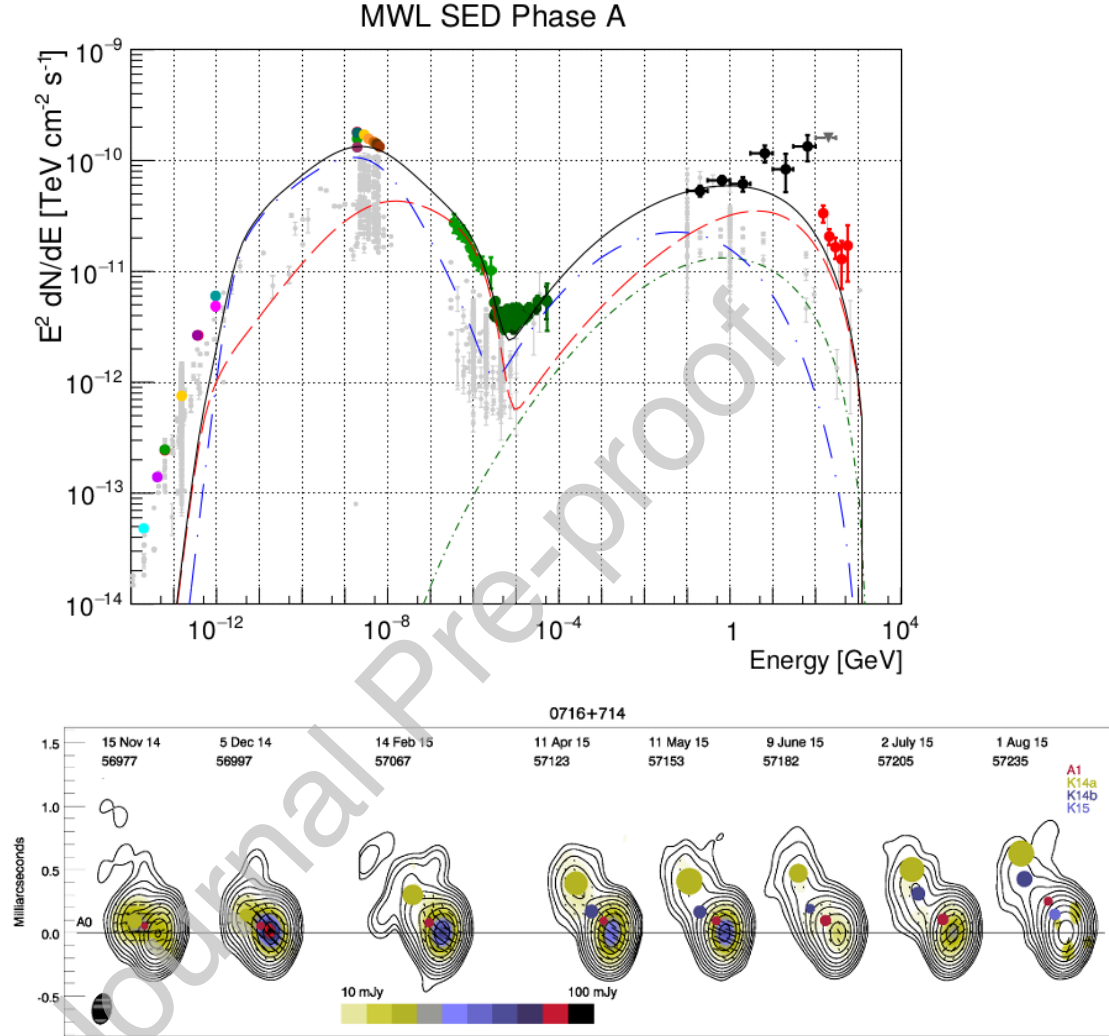 MWL SED Phase A
E² dN/dE [TeV cm⁻² s⁻¹]
10⁻⁹
10⁻¹⁰
10⁻¹¹
10⁻¹²
10⁻¹³
10⁻¹⁴
10⁻¹² 10⁻⁸ 10⁻⁴ 1 10⁴
Energy [GeV]
Journal Pre-proof
0716+714
15 Nov 14 5 Dec 14 14 Feb 15 11 Apr 15 11 May 15 9 June 15 2 July 15 1 Aug 15
56977 56997 57067 57123 57153 57182 57205 57235
A1
K14a
K14b
K15
Milliarcseconds
1.5
1.0
0.5
A0
0.0
-0.5
10 mJy 100 mJy